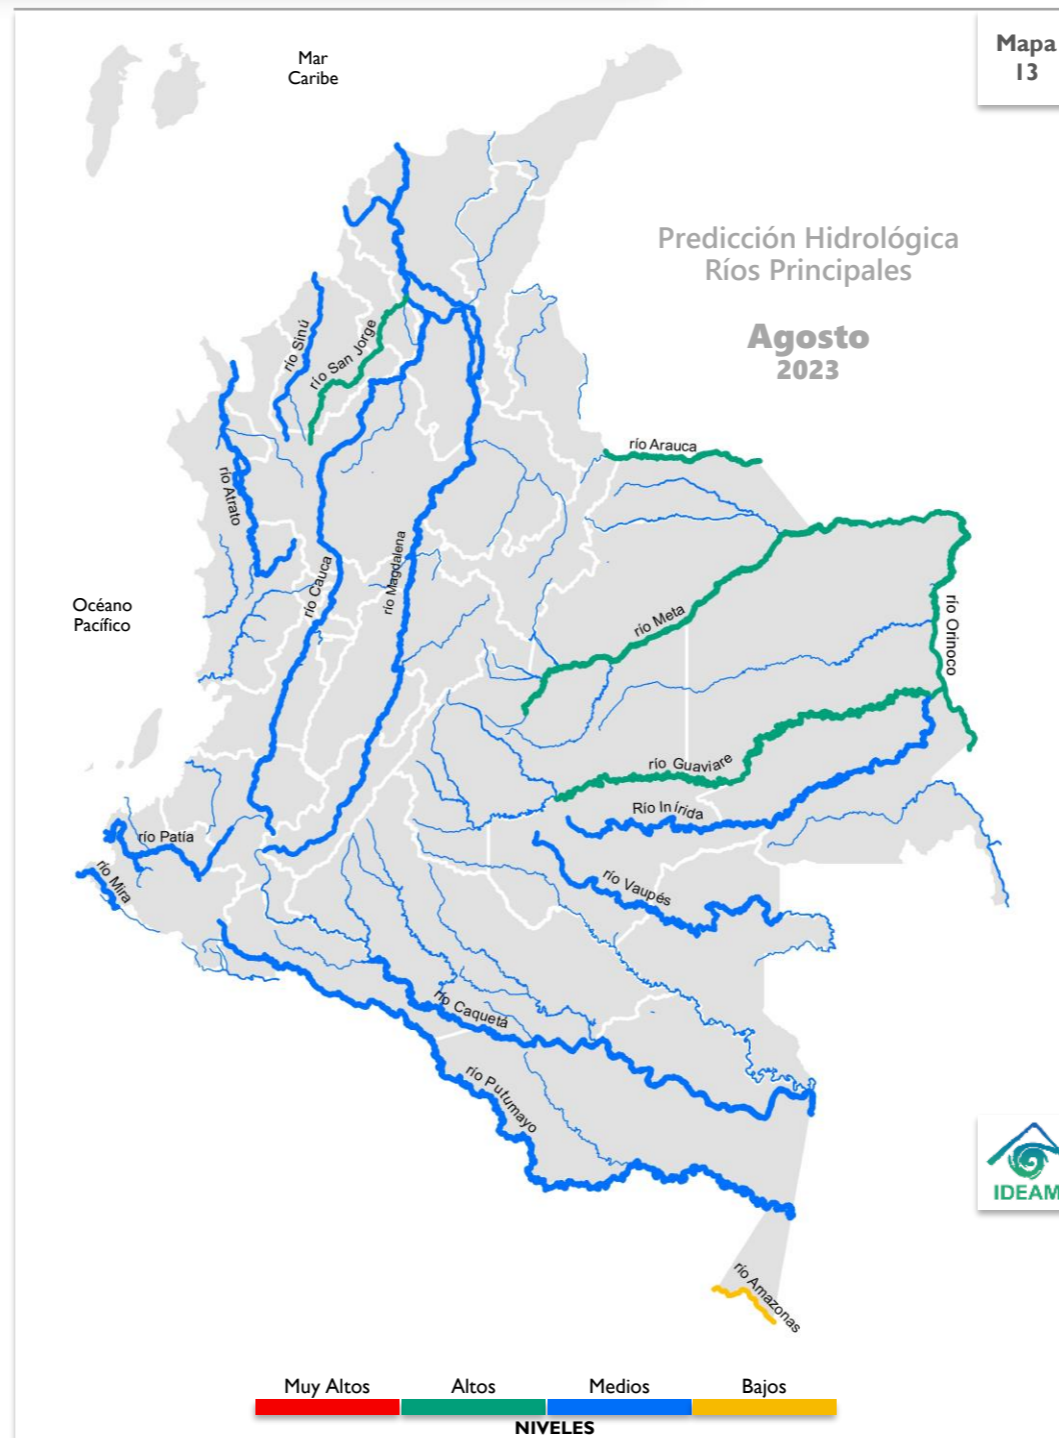 Mapa
13
Mar
Caribe
Predicción Hidrológica
Ríos Principales
Agosto
2023
río Sinú
río San Jorge
río Arauca
río Atrato
río Cauca
río Magdalena
Océano
Pacífico
río Meta
río Orinoco
río Guaviare
Río Inírida
río Patía
río Mira
río Vaupés
río Caquetá
río Putumayo
IDEAM
río Amazonas
Muy Altos
Altos
Medios
Bajos
NIVELES